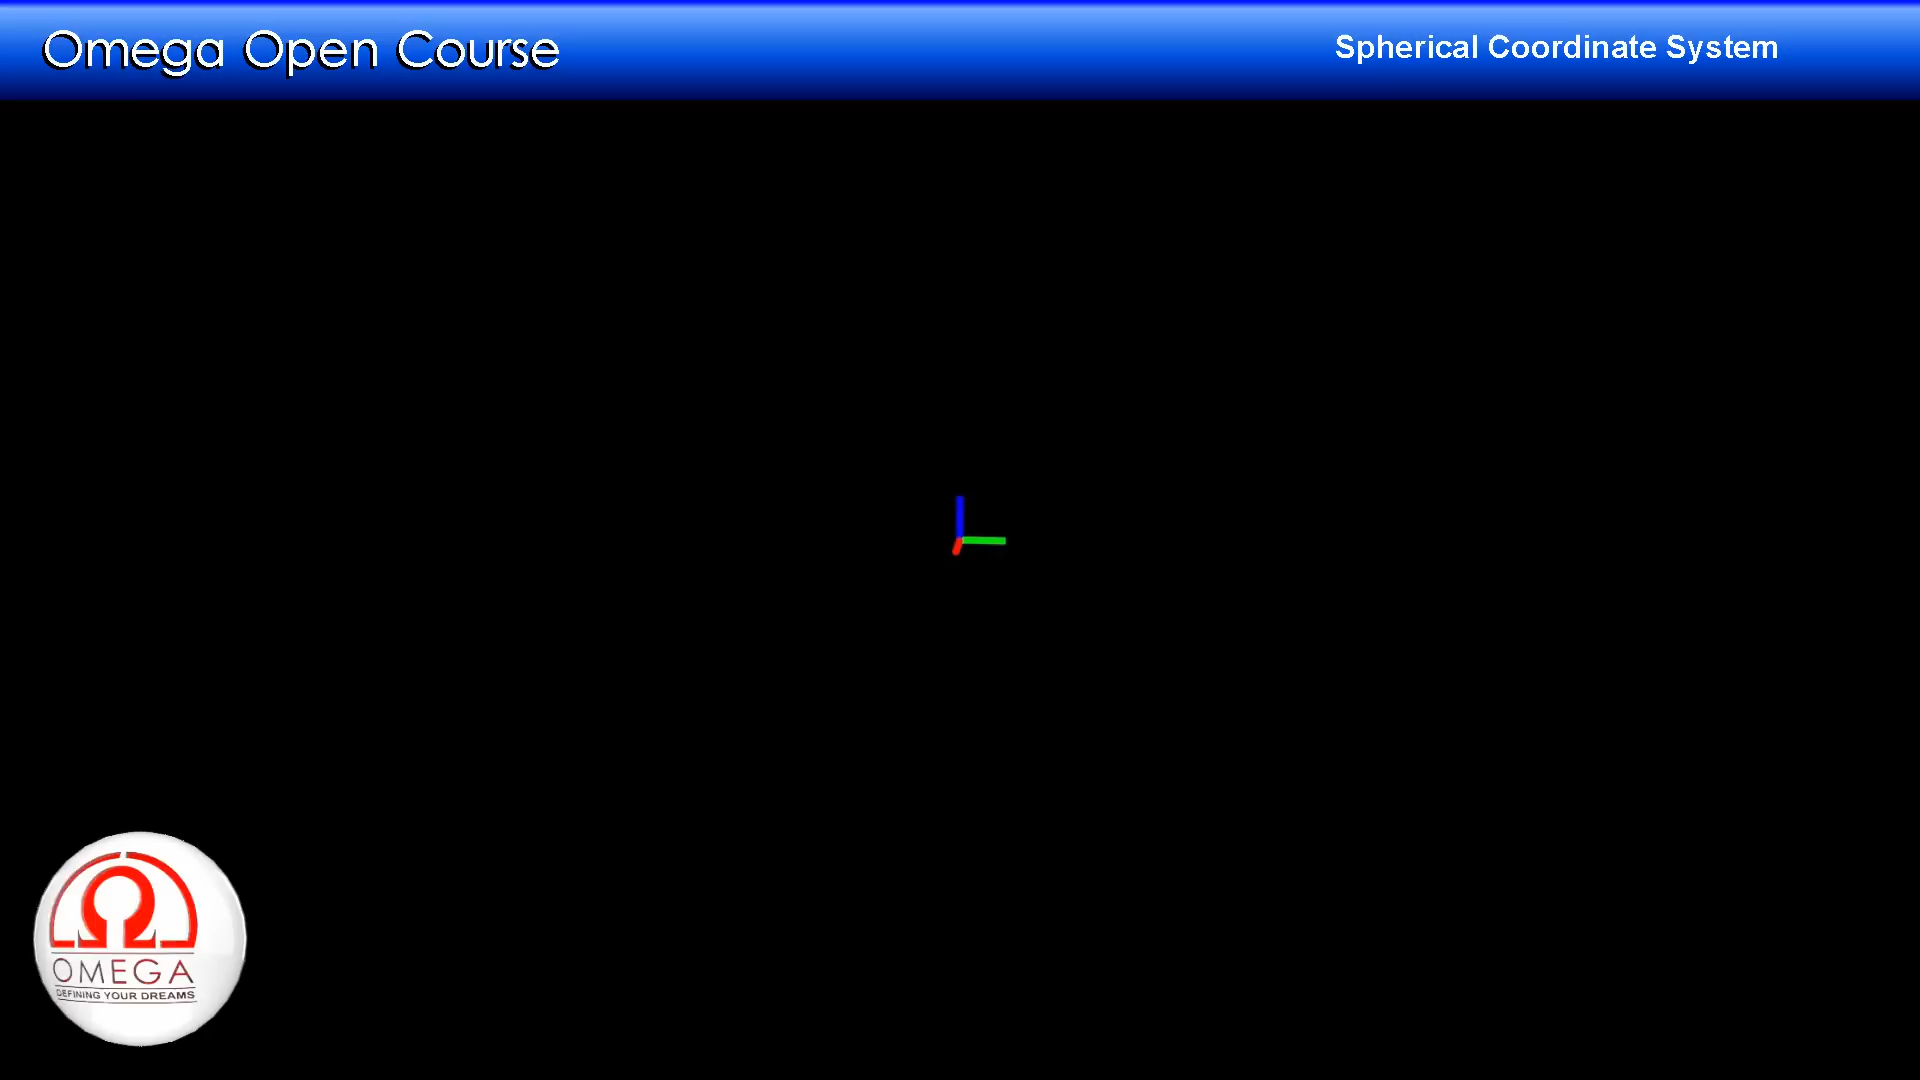 Omega Open Course
Spherical Coordinate System
OMEGA
DEFINING YOUR DREAMS